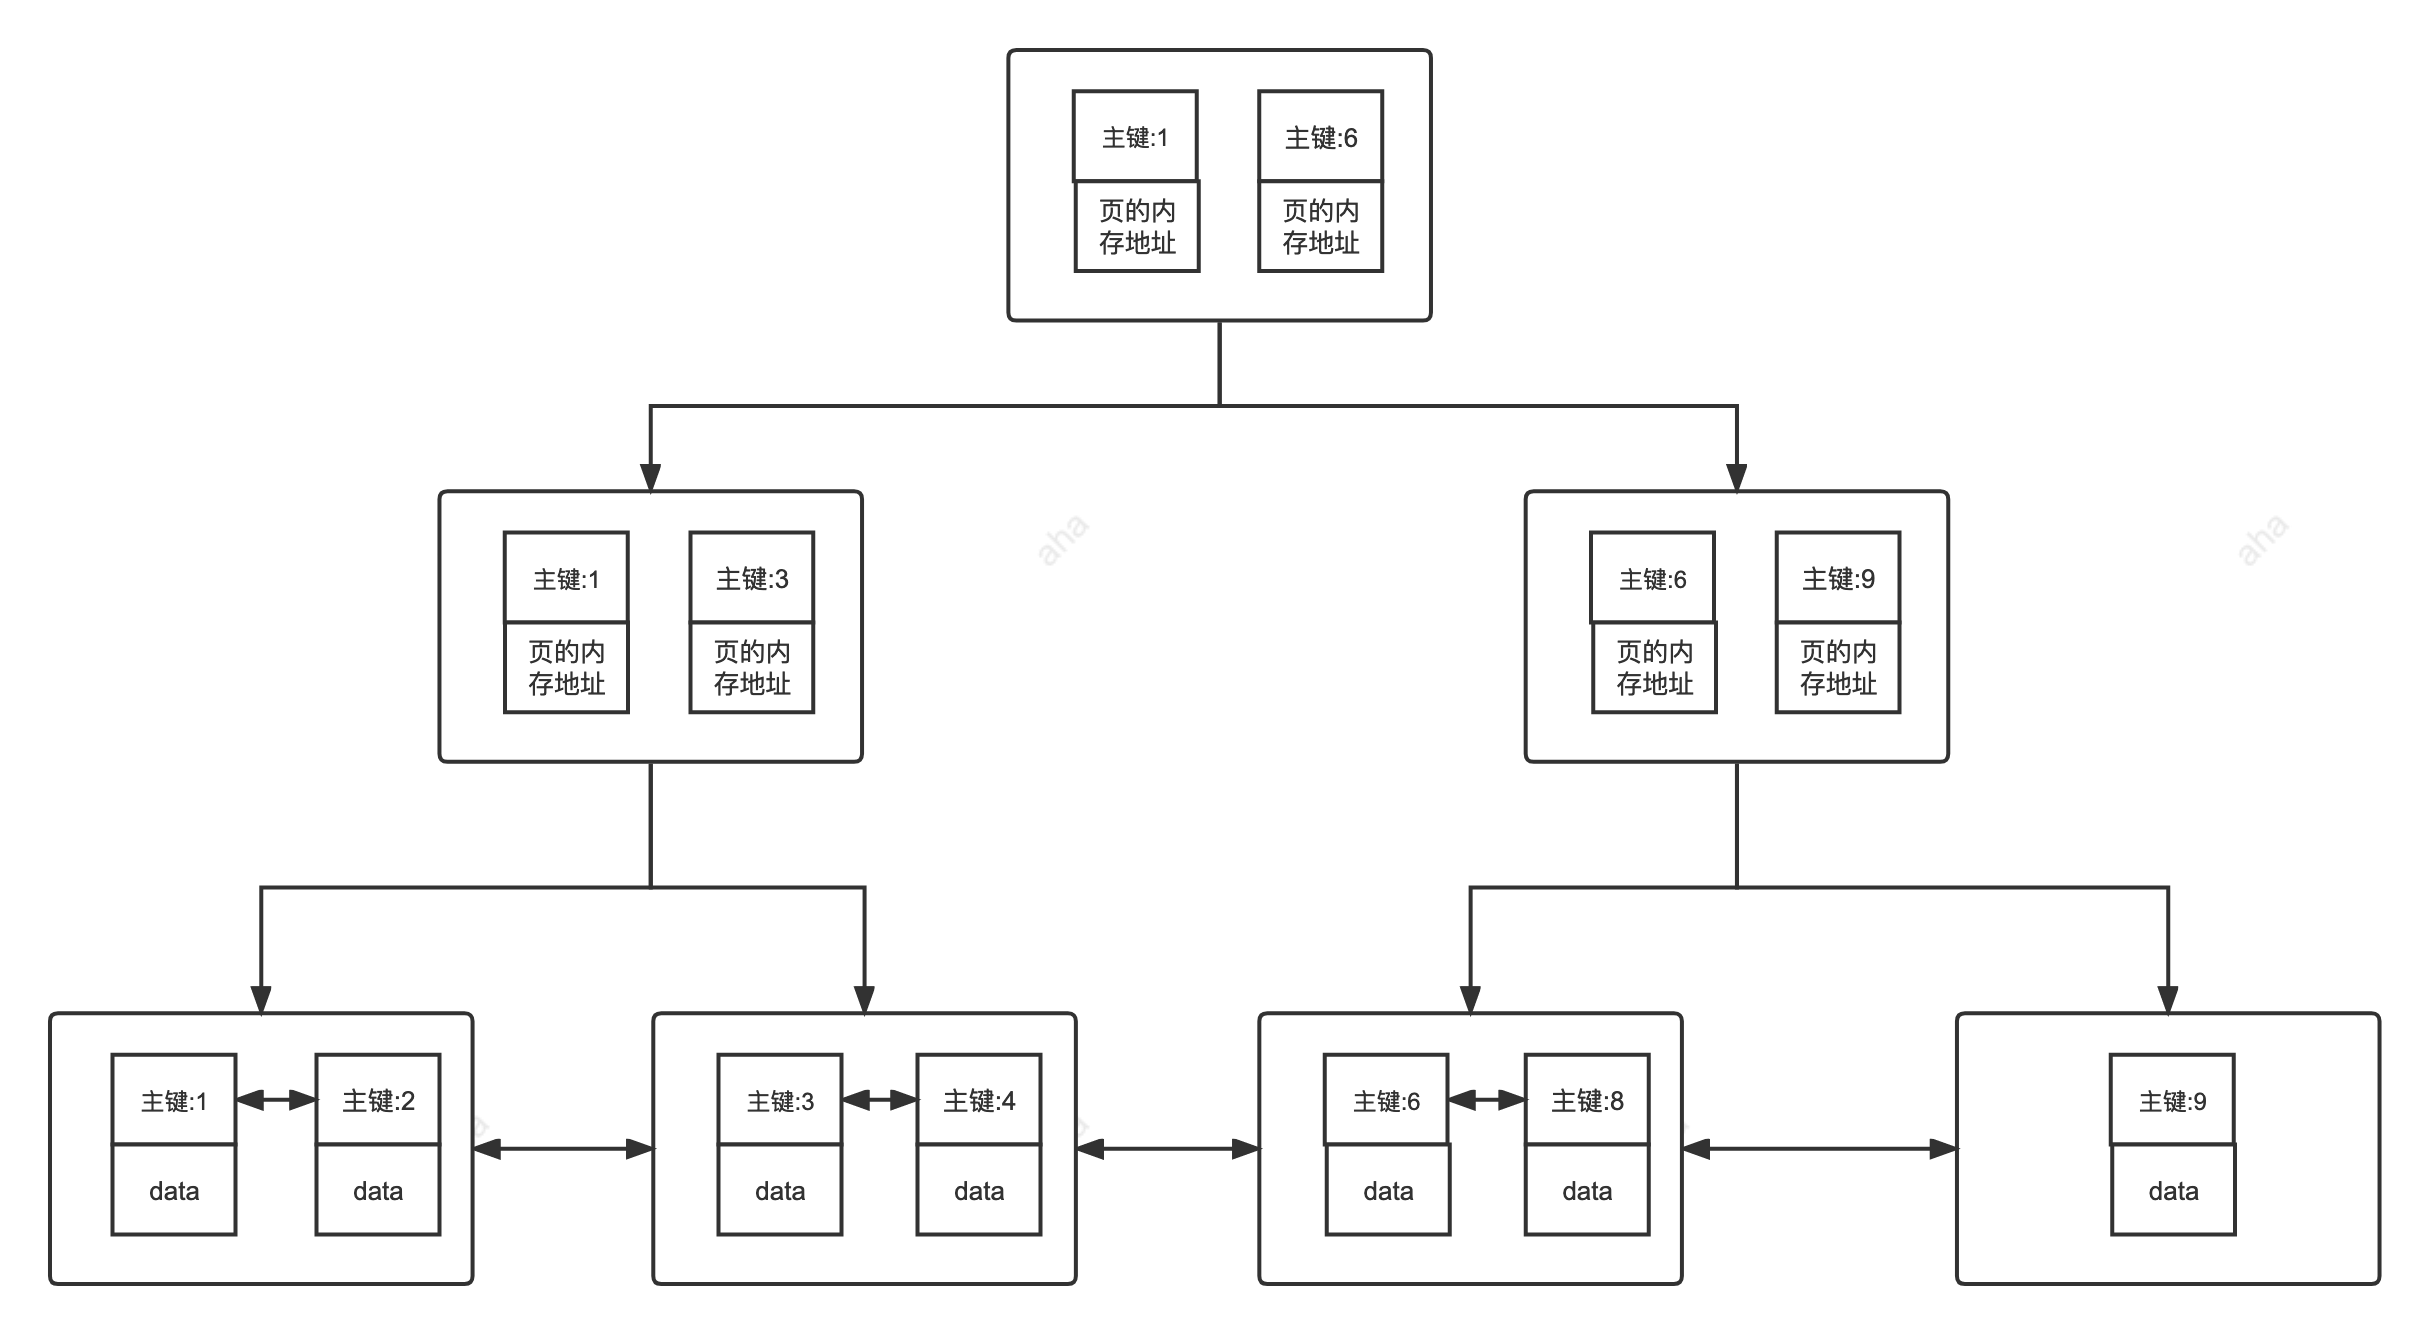 主键:1
主键:6
页的内
存地址
页的内
存地址
aha
aha
主键:1
主键:3
主键:6
主键:9
页的内
存地址
页的内
存地址
页的内
存地址
页的内
存地址
主键:1
主键:2
主键:3
主键:4
主键:6
主键:8
主键:9
data
data
data
data
data
data
data